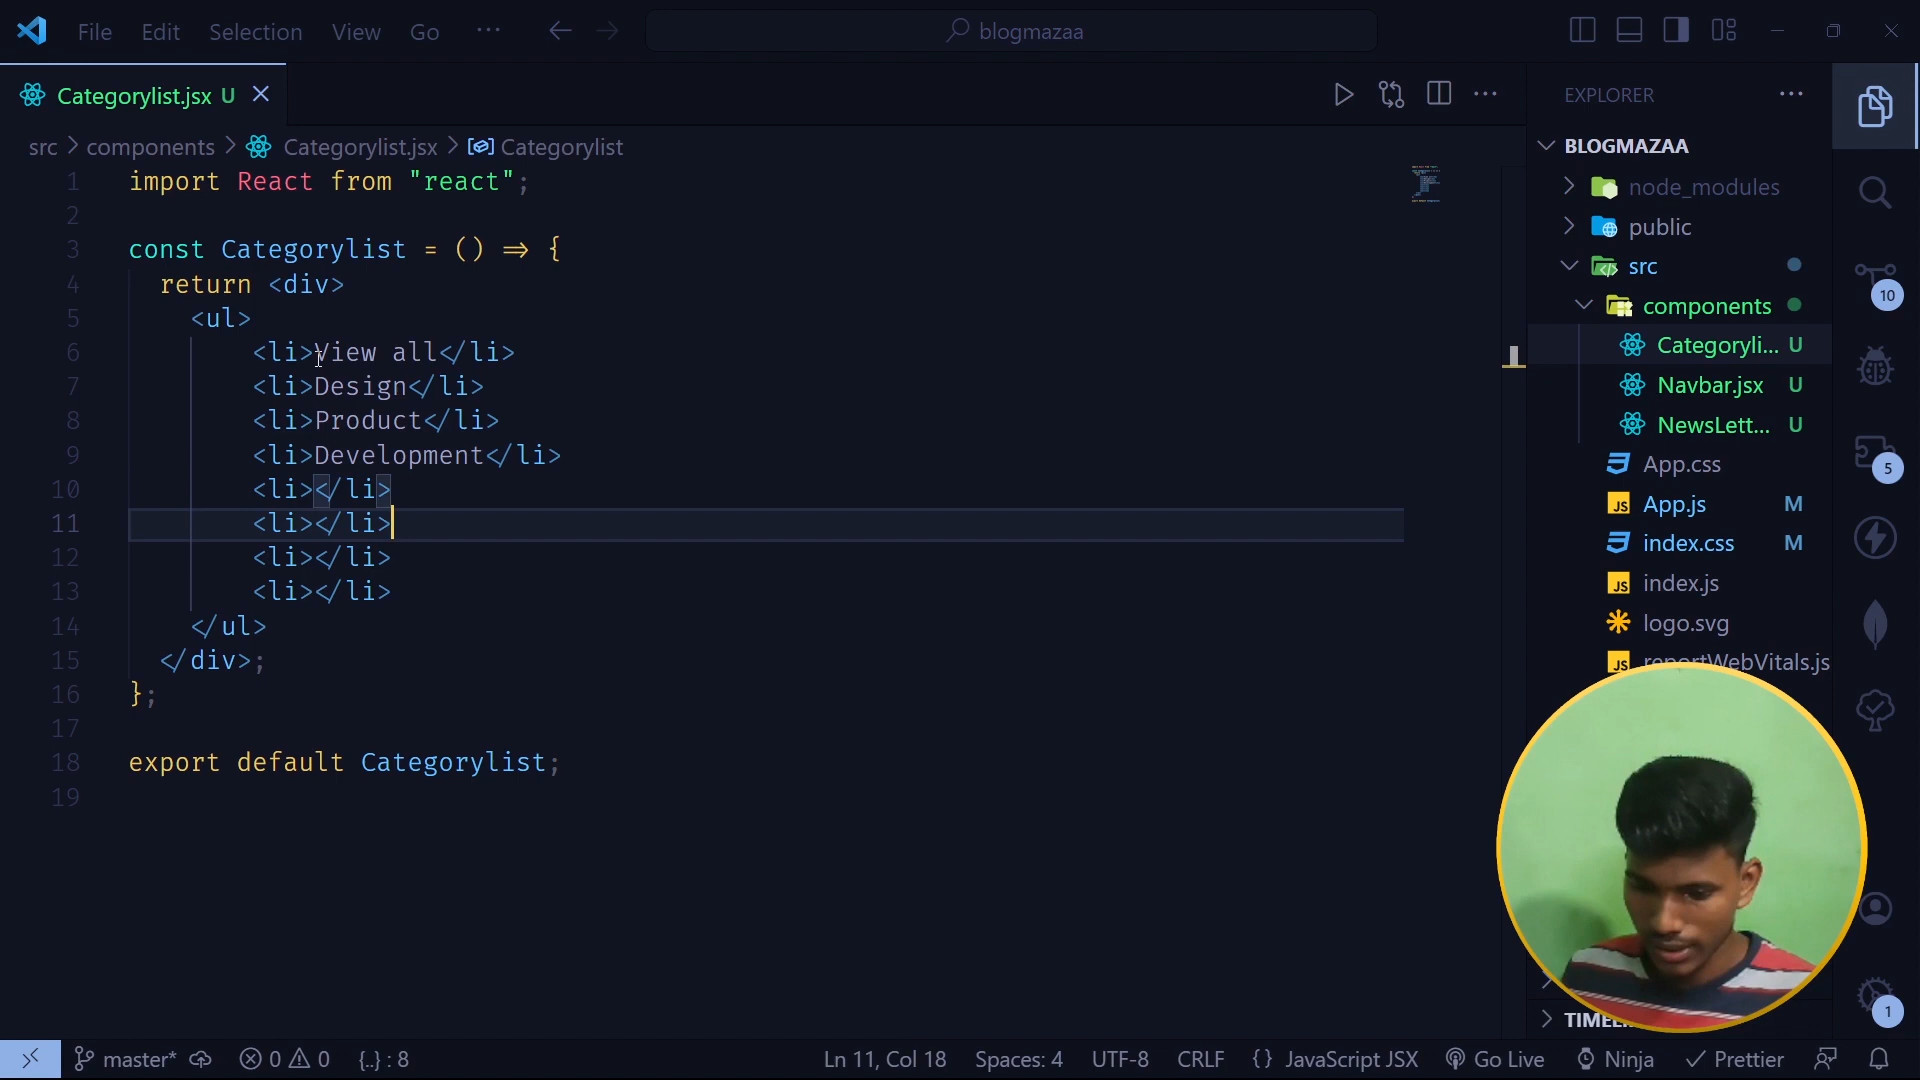 File Edit Selection View Go ··· blogmazaa
Categorylist.jsx U
src > components > Categorylist.jsx > Categorylist
1 import React from "react";
2
3 const Categorylist = () => {
4 return <div>
5 <ul>
6 <li>View all</li>
7 <li>Design</li>
8 <li>Product</li>
9 <li>Development</li>
10 <li></li>
11 <li></li>
12 <li></li>
13 <li></li>
14 </ul>
15 </div>;
16 };
17
18 export default Categorylist;
19
EXPLORER
BLOGMAZAA
node_modules
public
src
components
Categoryli... U
Navbar.jsx U
NewsLett... U
App.css
JS App.js M
index.css M
JS index.js
logo.svg
JS reportWebVitals.js
10
5
1
master* 0 0 {..} : 8 Ln 11, Col 18 Spaces: 4 UTF-8 CRLF {} JavaScript JSX Go Live Ninja Prettier